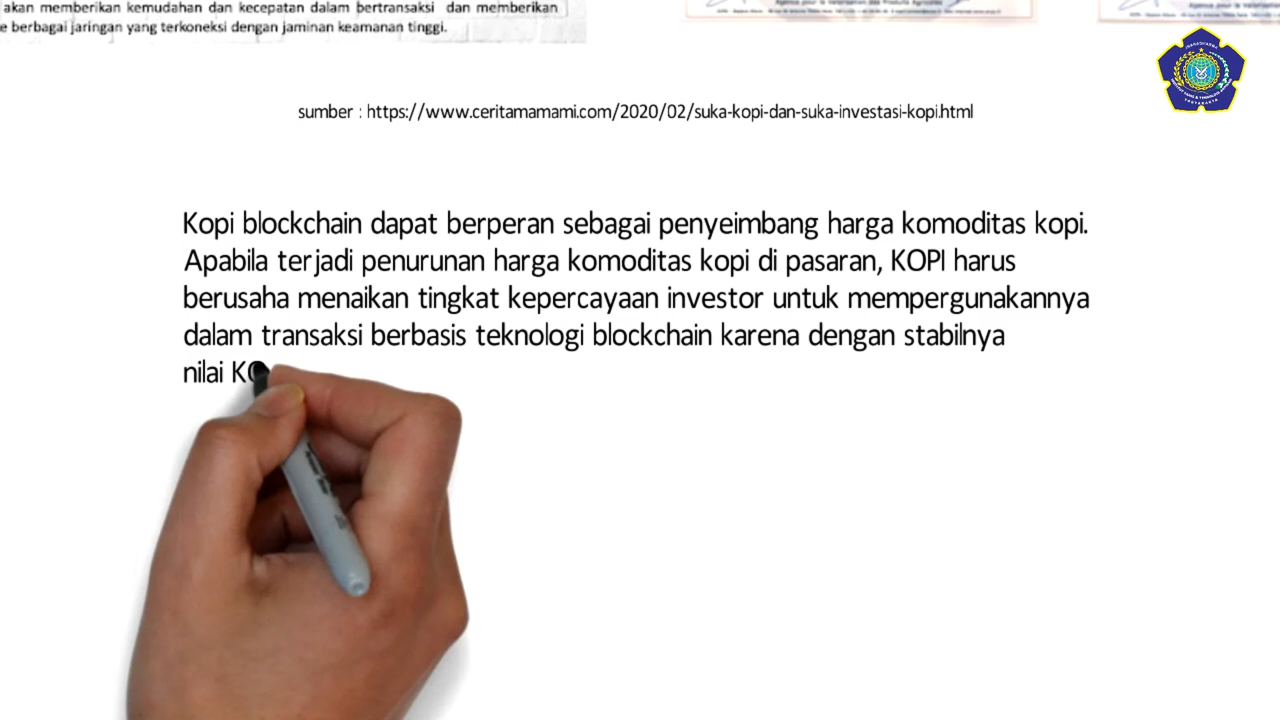 akan memberikan kemudahan dan kecepatan dalam bertransaksi dan memberikan
e berbagai jaringan yang terkoneksi dengan jaminan keamanan tinggi.
sumber : https://www.ceritamamami.com/2020/02/suka-kopi-dan-suka-investasi-kopi.html
Kopi blockchain dapat berperan sebagai penyeimbang harga komoditas kopi.
Apabila terjadi penurunan harga komoditas kopi di pasaran, KOPI harus
berusaha menaikan tingkat kepercayaan investor untuk mempergunakannya
dalam transaksi berbasis teknologi blockchain karena dengan stabilnya
nilai KO